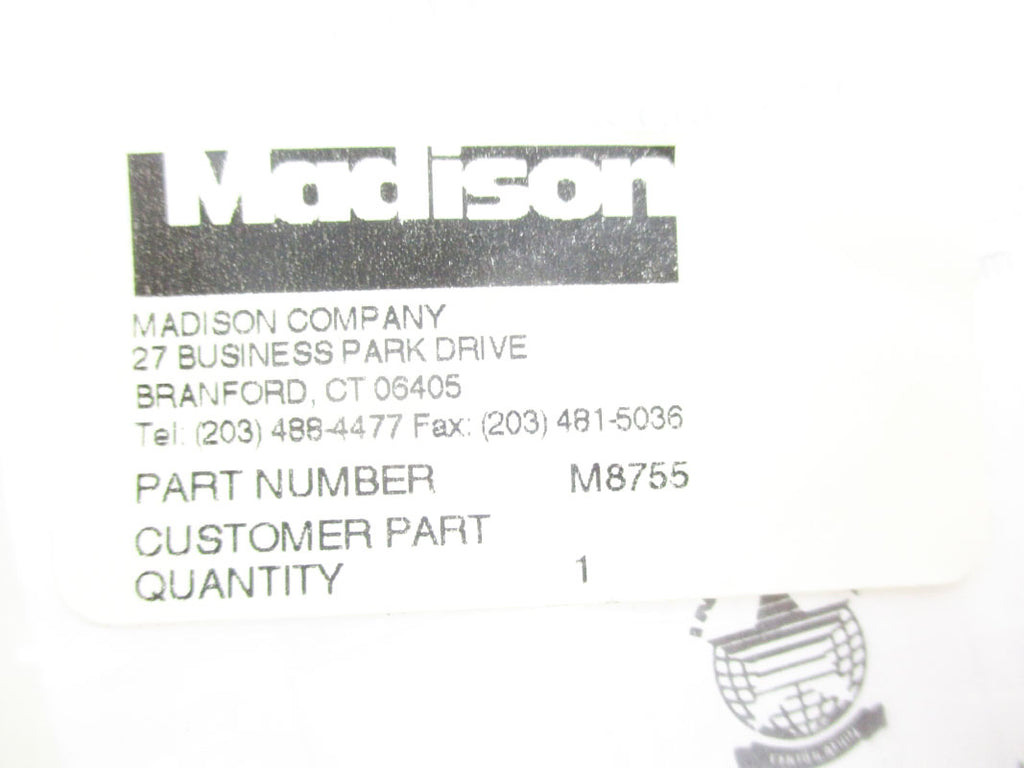 Madison
MADISON COMPANY
27 BUSINESS PARK DRIVE
BRANFORD, CT 06405
Tel: (203) 488-4477 Fax: (203) 481-5036
PART NUMBER M8755
CUSTOMER PART
QUANTITY 1